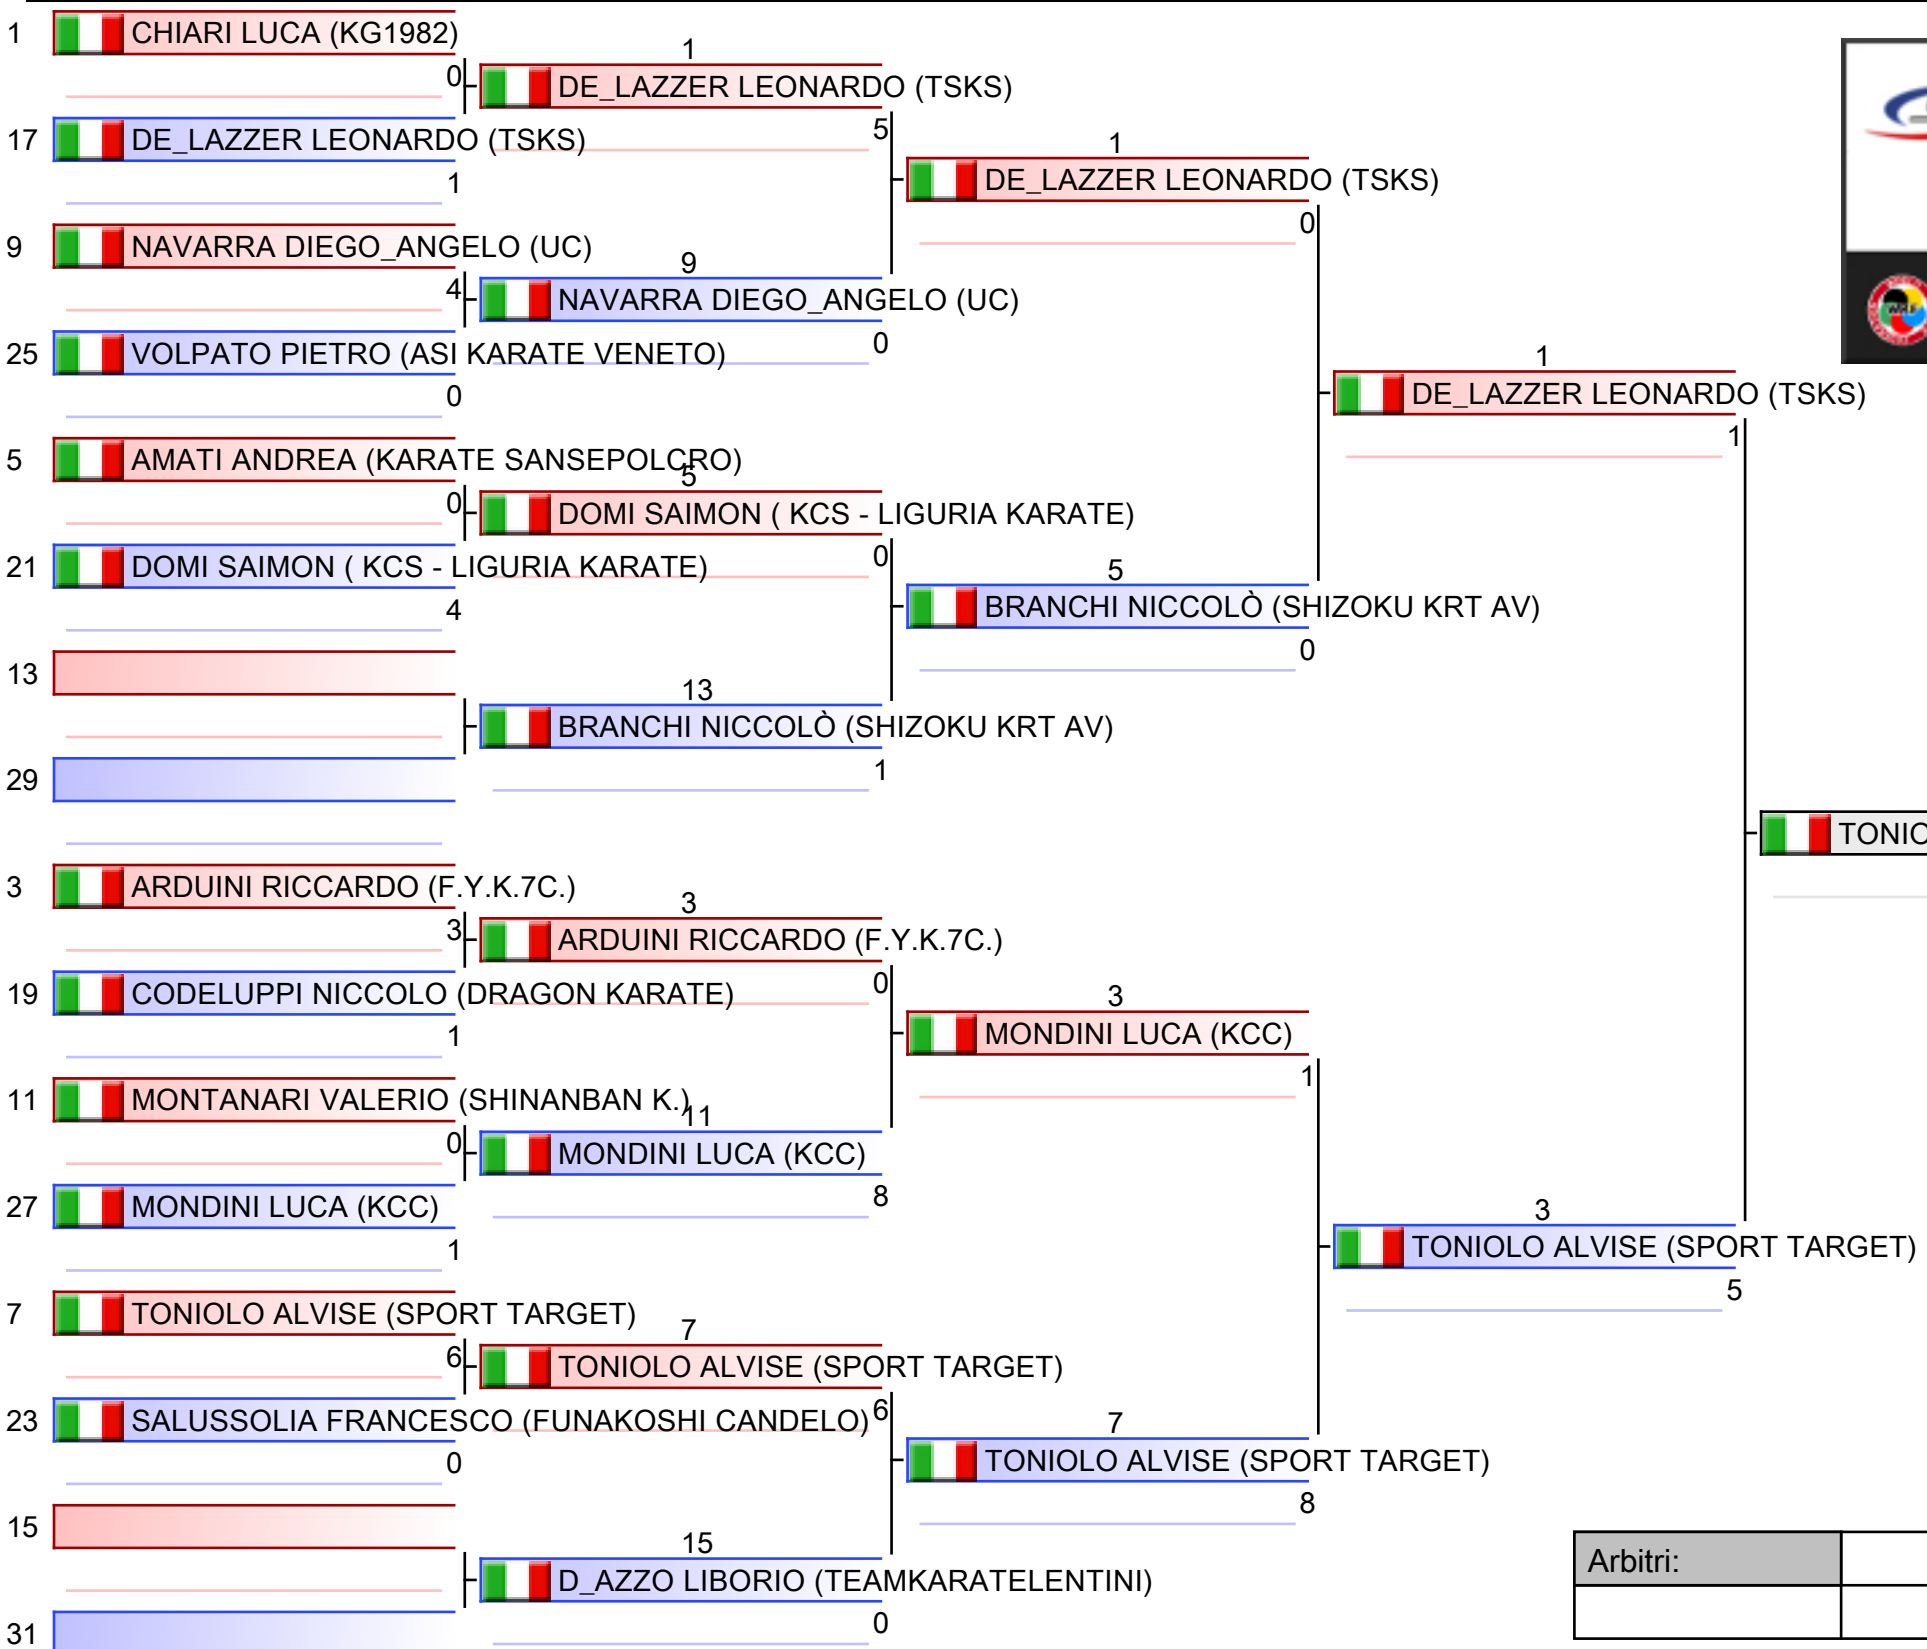 1 CHIARI LUCA (KG1982)
0
17 DE_LAZZER LEONARDO (TSKS)
1
9 NAVARRA DIEGO_ANGELO (UC)
4
25 VOLPATO PIETRO (ASI KARATE VENETO)
0
5 AMATI ANDREA (KARATE SANSEPOLCRO)
0
21 DOMI SAIMON ( KCS - LIGURIA KARATE)
4
13
29
3 ARDUINI RICCARDO (F.Y.K.7C.)
3
19 CODELUPPI NICCOLO (DRAGON KARATE)
1
11 MONTANARI VALERIO (SHINANBAN K.)
0
27 MONDINI LUCA (KCC)
1
7 TONIOLO ALVISE (SPORT TARGET)
6
23 SALUSSOLIA FRANCESCO (FUNAKOSHI CANDELO)
0
15
31
1
DE_LAZZER LEONARDO (TSKS)
5
9
NAVARRA DIEGO_ANGELO (UC)
0
5
DOMI SAIMON ( KCS - LIGURIA KARATE)
0
13
BRANCHI NICCOLÒ (SHIZOKU KRT AV)
1
3
ARDUINI RICCARDO (F.Y.K.7C.)
0
11
MONDINI LUCA (KCC)
8
7
TONIOLO ALVISE (SPORT TARGET)
6
15
D_AZZO LIBORIO (TEAMKARATELENTINI)
0
1
DE_LAZZER LEONARDO (TSKS)
0
5
BRANCHI NICCOLÒ (SHIZOKU KRT AV)
0
3
MONDINI LUCA (KCC)
1
7
TONIOLO ALVISE (SPORT TARGET)
8
1
DE_LAZZER LEONARDO (TSKS)
1
3
TONIOLO ALVISE (SPORT TARGET)
5
Arbitri: